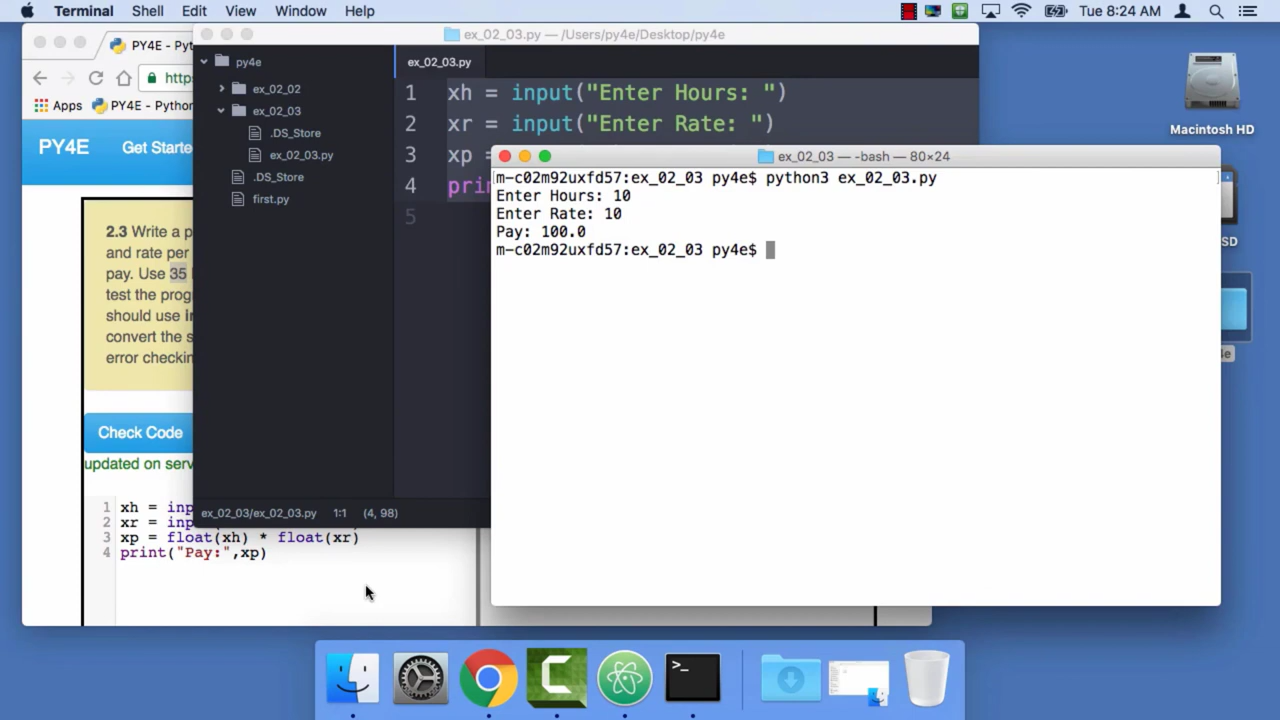 Terminal Shell Edit View Window Help Tue 8:24 AM
PY4E - Pyt
ex_02_03.py — /Users/py4e/Desktop/py4e
http
Apps PY4E - Python
PY4E Get Starte
py4e
ex_02_02
ex_02_03
.DS_Store
ex_02_03.py
.DS_Store
first.py
ex_02_03.py
1 xh = input("Enter Hours: ")
2 xr = input("Enter Rate: ")
3 xp =
4 prin
5
ex_02_03/ex_02_03.py 1:1 (4, 98)
ex_02_03 — -bash — 80×24
m-c02m92uxfd57:ex_02_03 py4e$ python3 ex_02_03.py
Enter Hours: 10
Enter Rate: 10
Pay: 100.0
m-c02m92uxfd57:ex_02_03 py4e$
2.3 Write a p
and rate per
pay. Use 35
test the prog
should use in
convert the s
error checkin
Check Code
updated on serv
1 xh = inp
2 xr = inp
3 xp = float(xh) * float(xr)
4 print("Pay:",xp)
Macintosh HD
SD
4e
>_